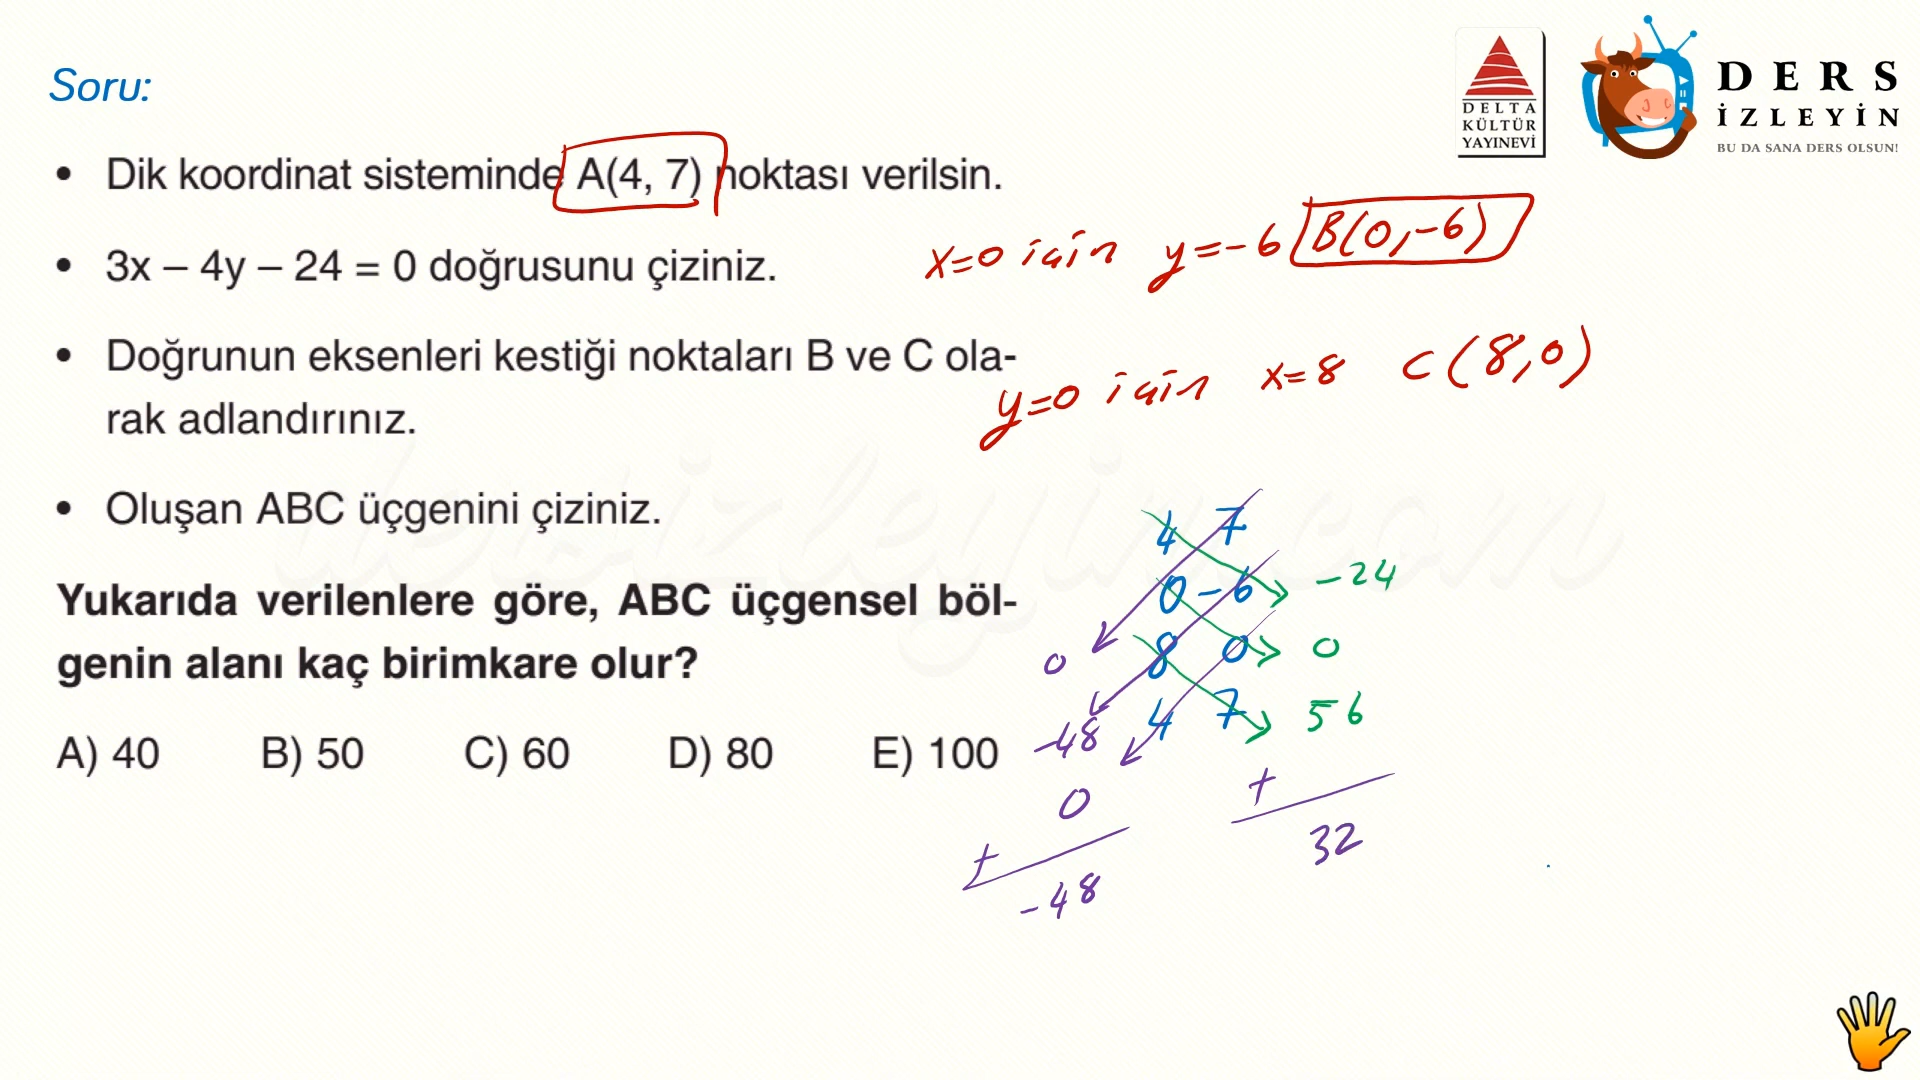 Soru:
DELTA
KÜLTÜR
YAYINEVİ
DERS
İZLEYİN
BU DA SANA DERS OLSUN!
• Dik koordinat sisteminde A(4, 7) noktası verilsin.
• 3x – 4y – 24 = 0 doğrusunu çiziniz.
x=0 için y=-6 B(0,-6)
• Doğrunun eksenleri kestiği noktaları B ve C ola-
rak adlandırınız.
y=0 için x=8 C(8,0)
• Oluşan ABC üçgenini çiziniz.
Yukarıda verilenlere göre, ABC üçgensel böl-
genin alanı kaç birimkare olur?
A) 40 B) 50 C) 60 D) 80 E) 100
4 7
0 -6 -24
0 8 0 0
-48 4 7 56
0 +
+ 32
-48
dersizleyin.com